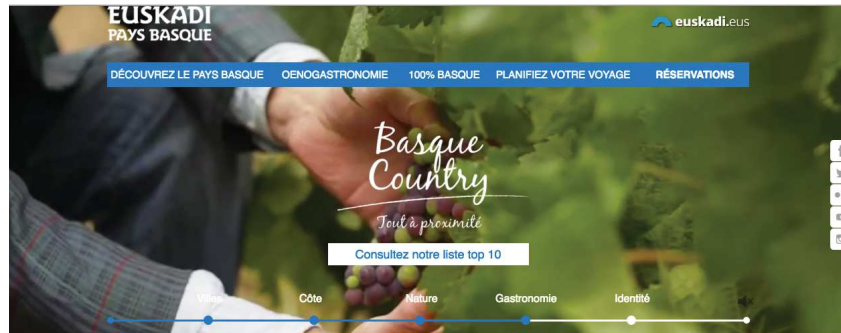 EUSKADI
PAYS BASQUE
euskadi.eus
DÉCOUVREZ LE PAYS BASQUE OENOGASTRONOMIE 100% BASQUE PLANIFIEZ VOTRE VOYAGE RÉSERVATIONS
Basque
Country
Tout à proximité
Consultez notre liste top 10
Villes Côte Nature Gastronomie Identité